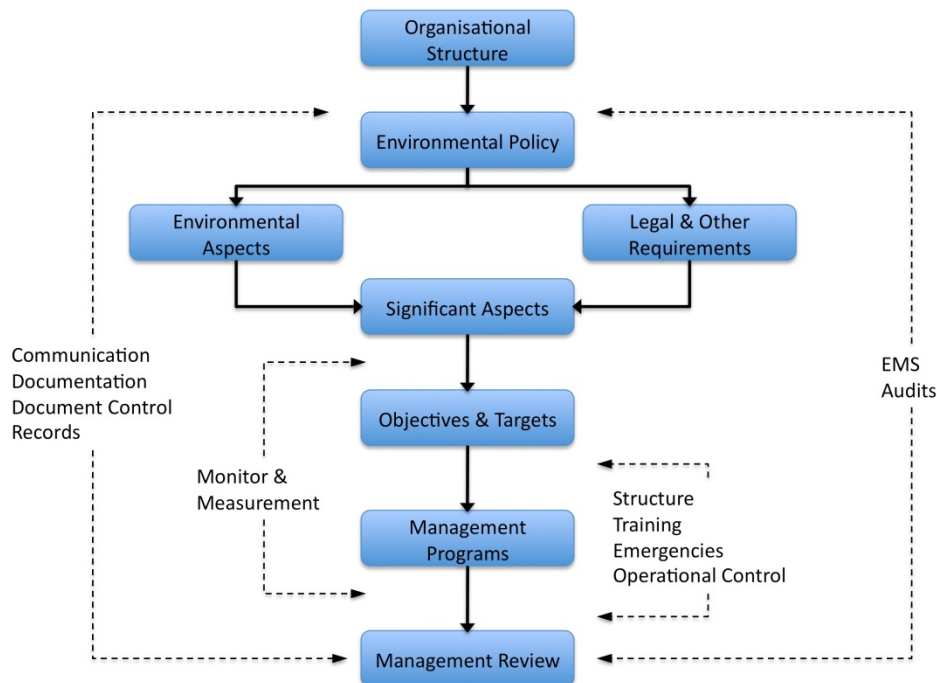 Organisational
Structure
Environmental Policy
Environmental
Aspects
Legal & Other
Requirements
Significant Aspects
Communication
Documentation
Document Control
Records
EMS
Audits
Objectives & Targets
Monitor &
Measurement
Structure
Training
Emergencies
Operational Control
Management
Programs
Management Review